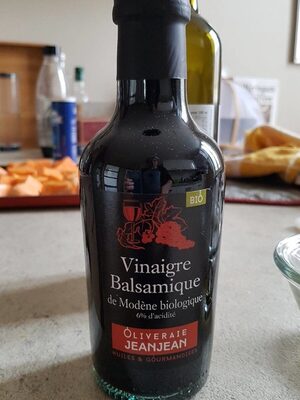 BIO
Vinaigre
Balsamique
de Modène biologique
6% d'acidité
OLIVERAIE
JEANJEAN
HUILES & GOURMANDISES